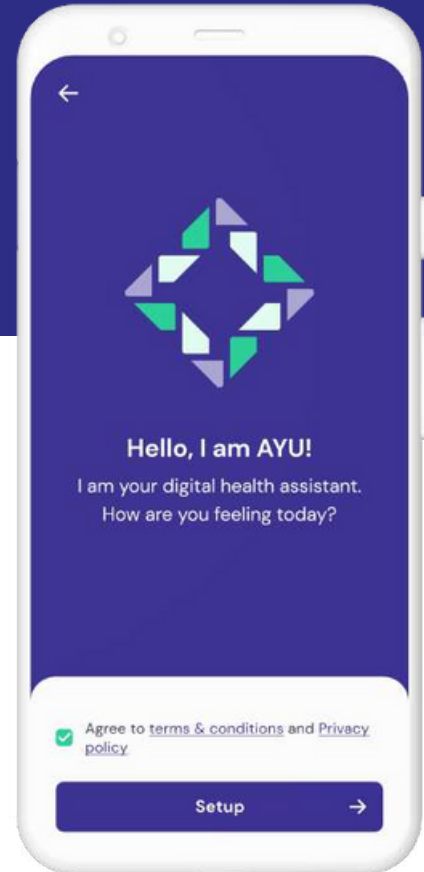 Hello, I am AYU!
I am your digital health assistant.
How are you feeling today?
Agree to terms & conditions and Privacy
policy
Setup